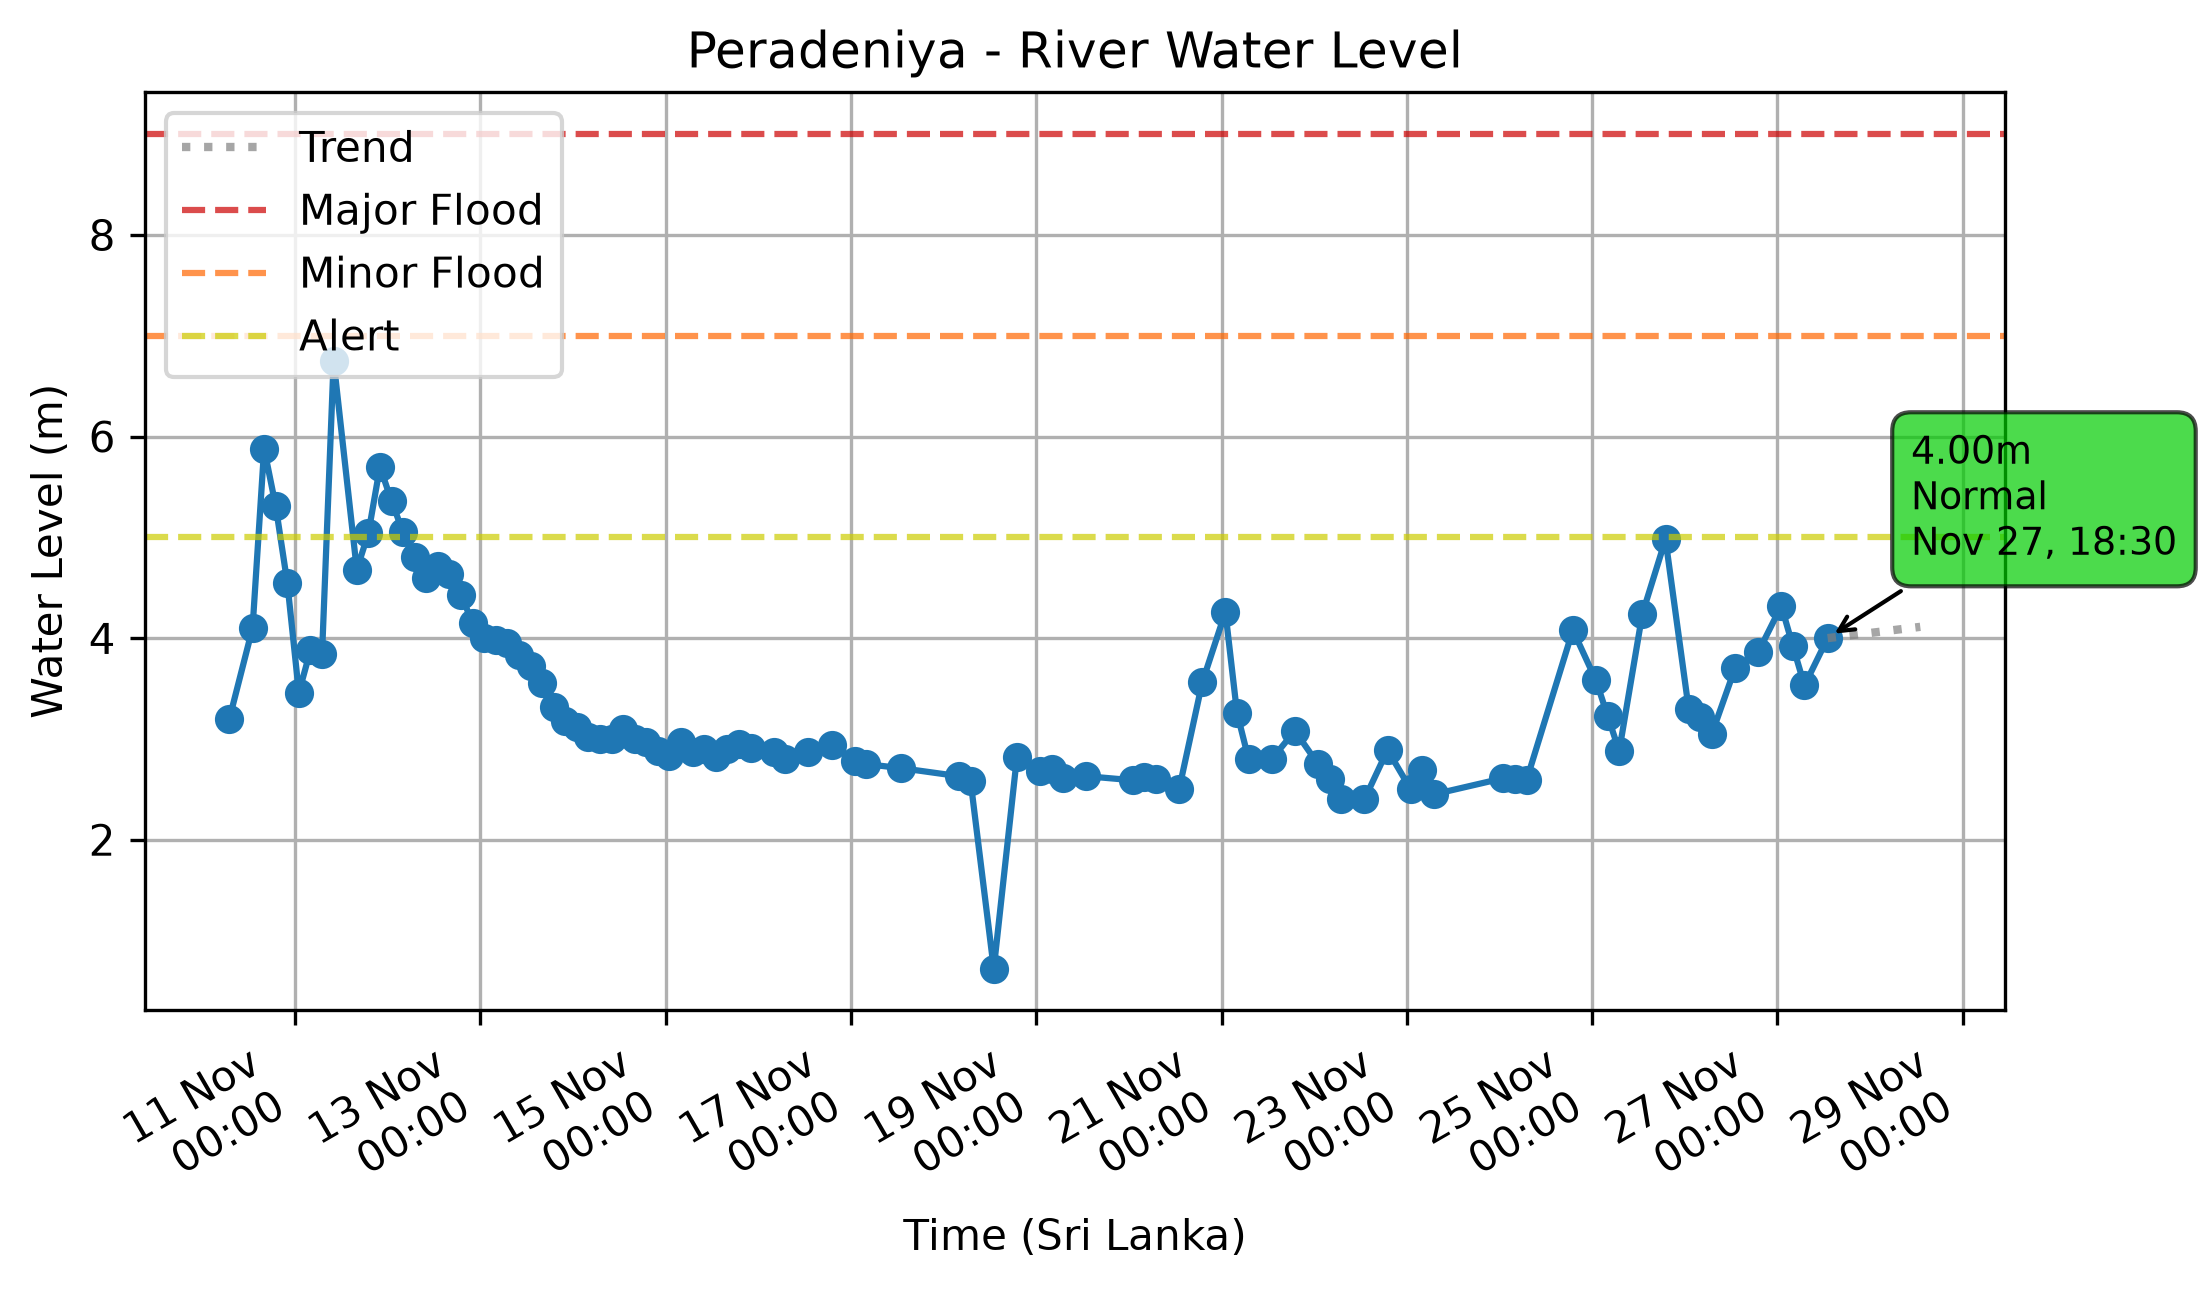 Peradeniya - River Water Level
Trend
Major Flood
Minor Flood
Alert
4.00m
Normal
Nov 27, 18:30
Water Level (m)
8
6
4
2
11 Nov
00:00
13 Nov
00:00
15 Nov
00:00
17 Nov
00:00
19 Nov
00:00
21 Nov
00:00
23 Nov
00:00
25 Nov
00:00
27 Nov
00:00
29 Nov
00:00
Time (Sri Lanka)